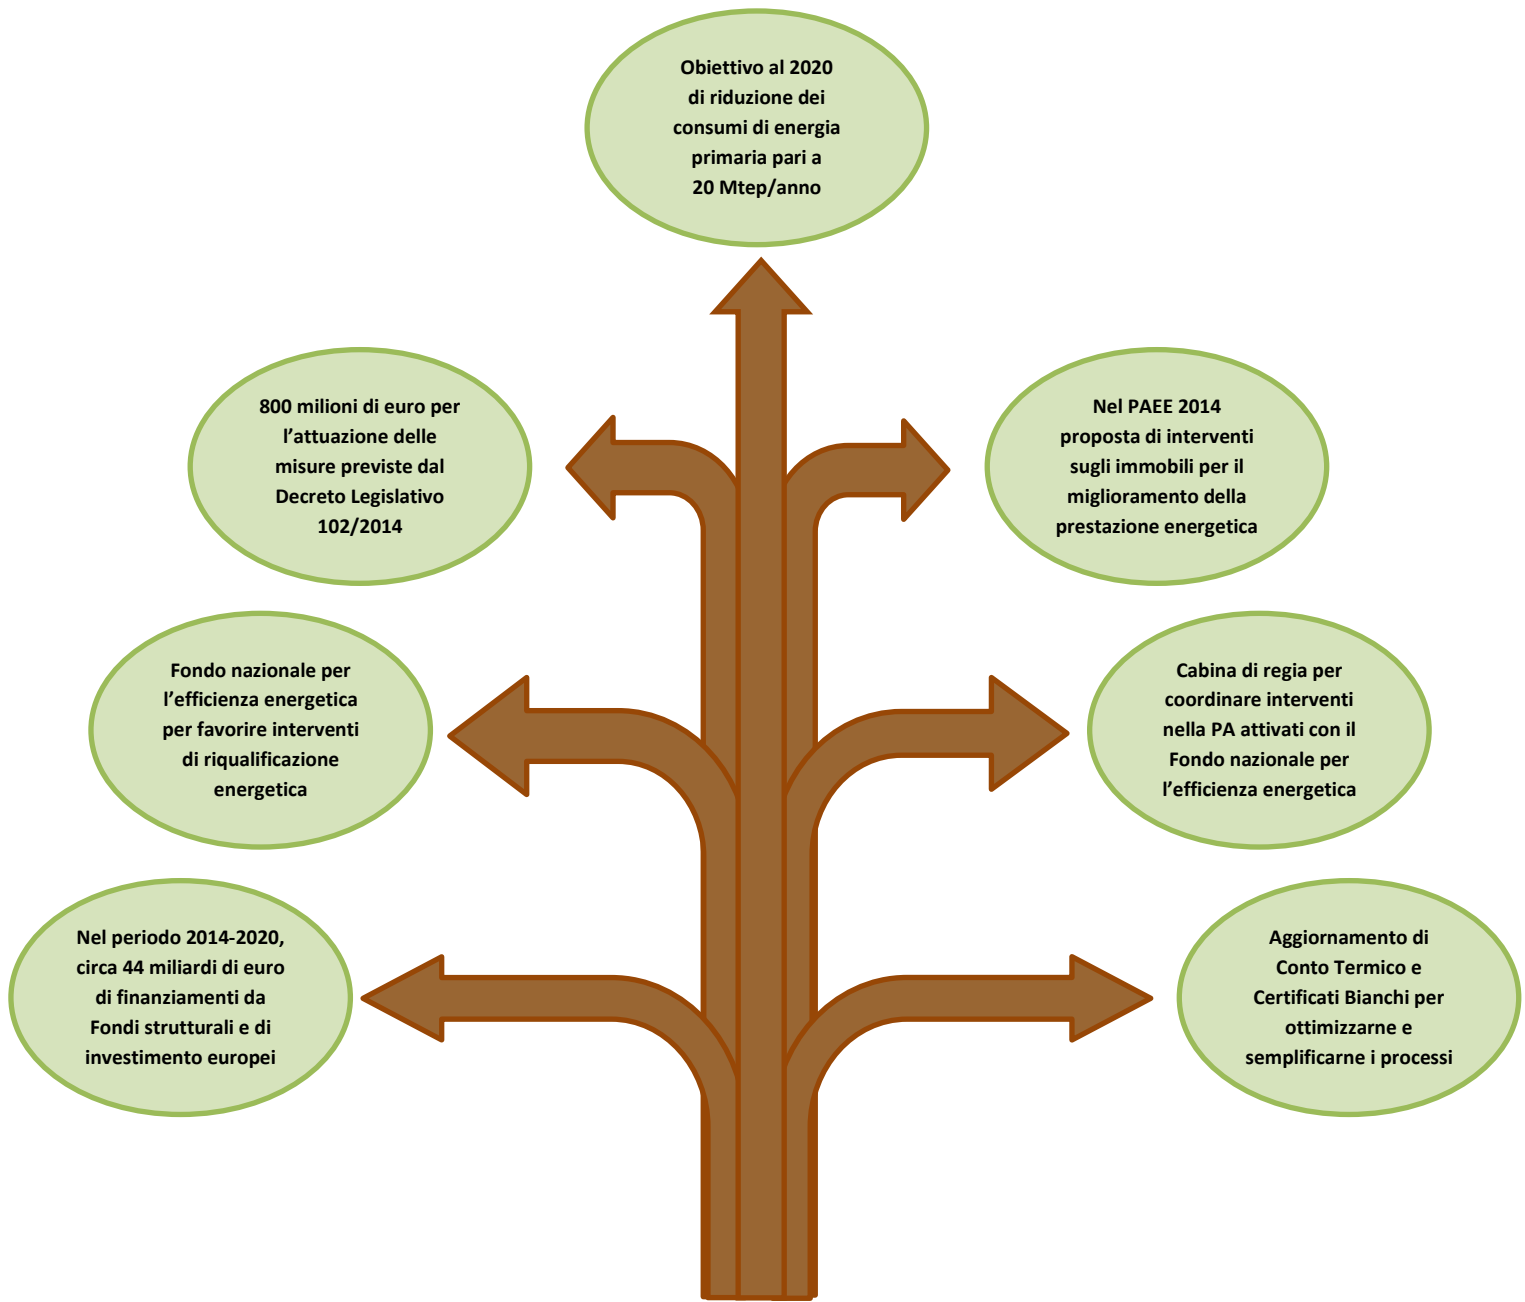 Obiettivo al 2020
di riduzione dei
consumi di energia
primaria pari a
20 Mtep/anno
800 milioni di euro per
l’attuazione delle
misure previste dal
Decreto Legislativo
102/2014
Nel PAEE 2014
proposta di interventi
sugli immobili per il
miglioramento della
prestazione energetica
Fondo nazionale per
l’efficienza energetica
per favorire interventi
di riqualificazione
energetica
Cabina di regia per
coordinare interventi
nella PA attivati con il
Fondo nazionale per
l’efficienza energetica
Nel periodo 2014-2020,
circa 44 miliardi di euro
di finanziamenti da
Fondi strutturali e di
investimento europei
Aggiornamento di
Conto Termico e
Certificati Bianchi per
ottimizzarne e
semplificarne i processi